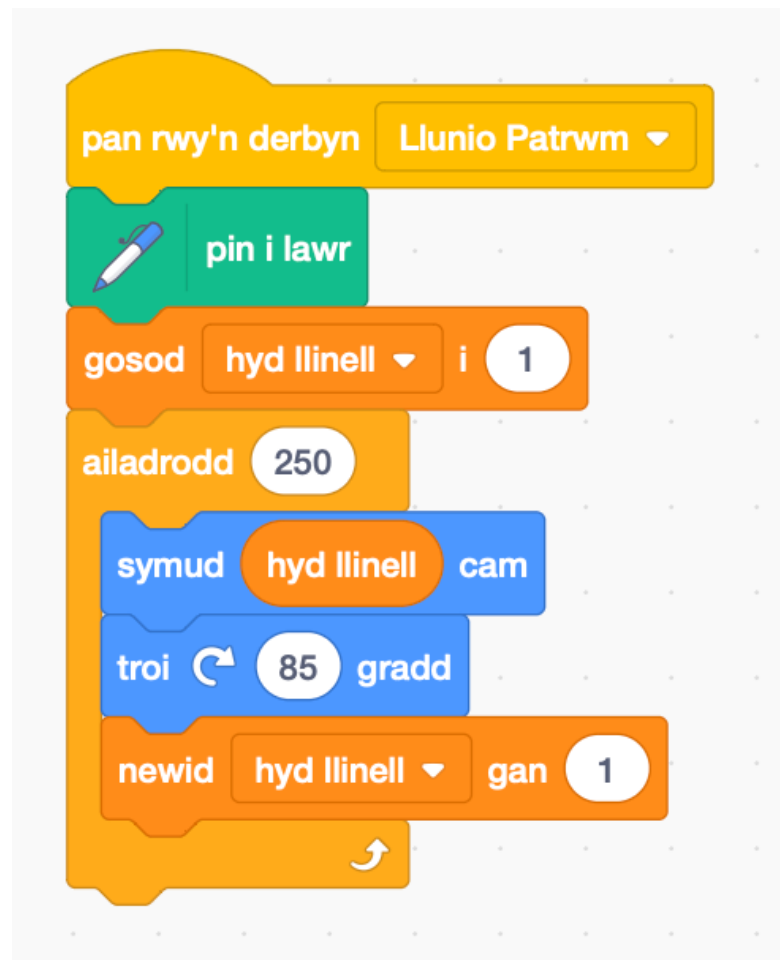 pan rwy'n derbyn Llunio Patrwm
pin i lawr
gosod hyd llinell i 1
ailadrodd 250
symud hyd llinell cam
troi 85 gradd
newid hyd llinell gan 1